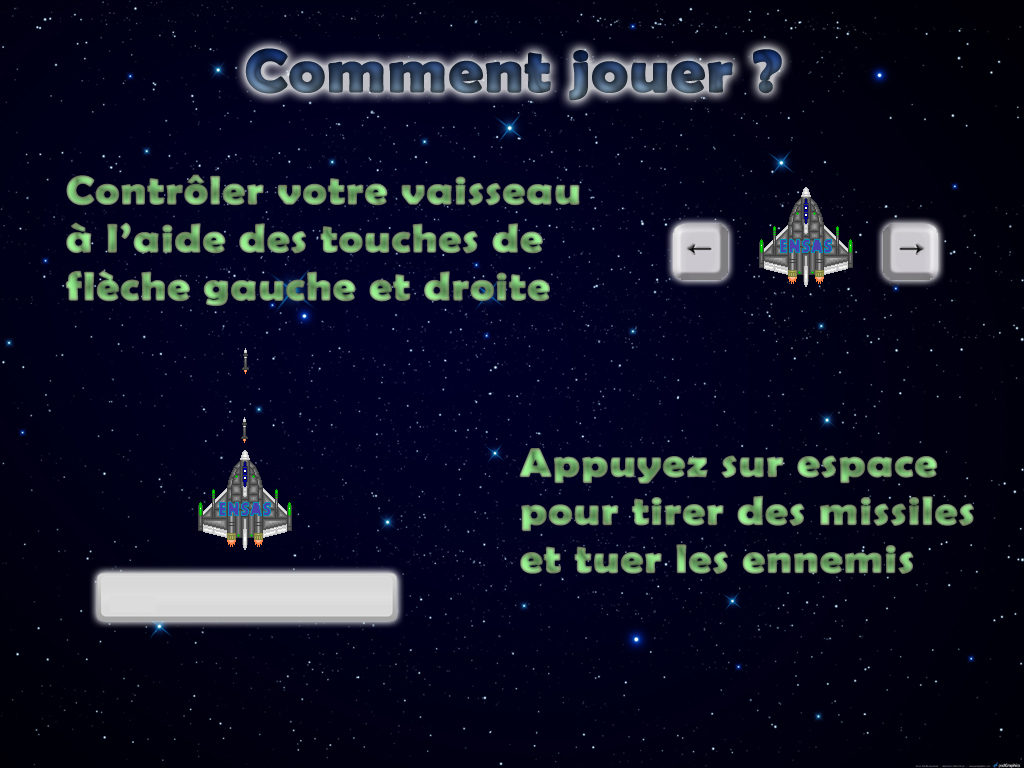 Comment jouer ?
Contrôler votre vaisseau
à l'aide des touches de
flèche gauche et droite
←
ENSAS
→
ENSAS
Appuyez sur espace
pour tirer des missiles
et tuer les ennemis